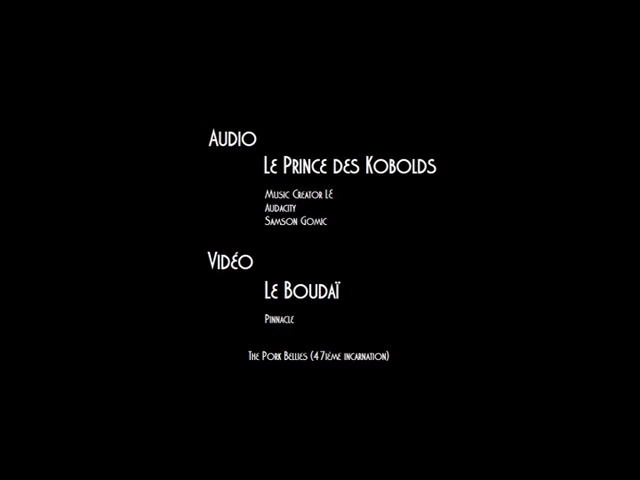 Audio
Le Prince des Kobolds
Music Creator LE
Audacity
Samson Gomic
Vidéo
Le Boudaï
Pinnacle
The Pork Bellies (47ième incarnation)